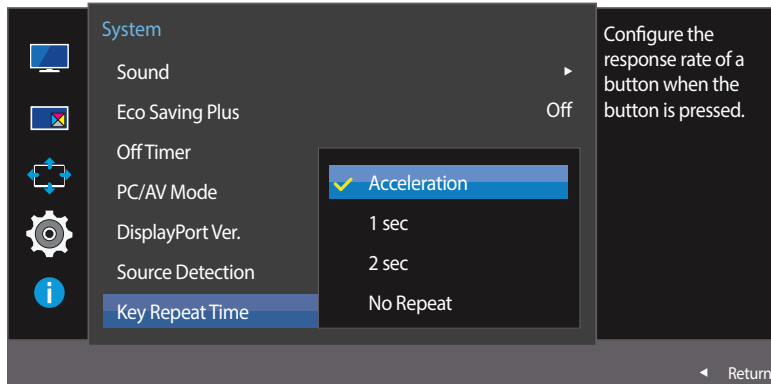 System
Sound
Eco Saving Plus Off
Off Timer
PC/AV Mode
DisplayPort Ver.
Source Detection
Key Repeat Time
Acceleration
1 sec
2 sec
No Repeat
Configure the
response rate of a
button when the
button is pressed.
Return